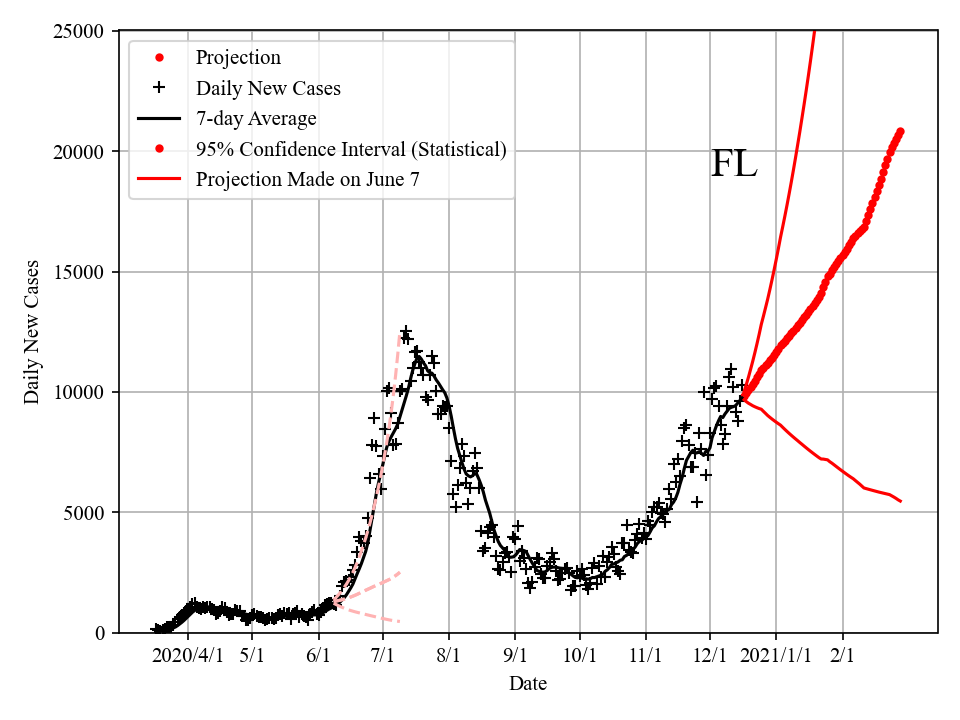 25000
20000
15000
10000
5000
0
Daily New Cases
Projection
Daily New Cases
7-day Average
95% Confidence Interval (Statistical)
Projection Made on June 7
FL
2020/4/1 5/1 6/1 7/1 8/1 9/1 10/1 11/1 12/1 2021/1/1 2/1
Date